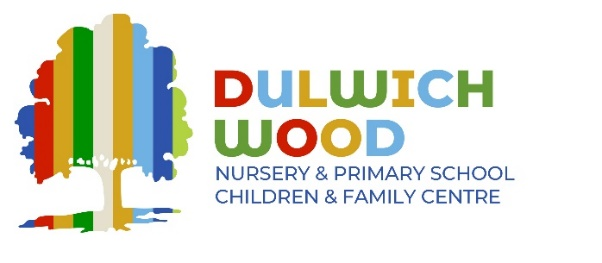 DULWICH
WOOD
NURSERY & PRIMARY SCHOOL
CHILDREN & FAMILY CENTRE